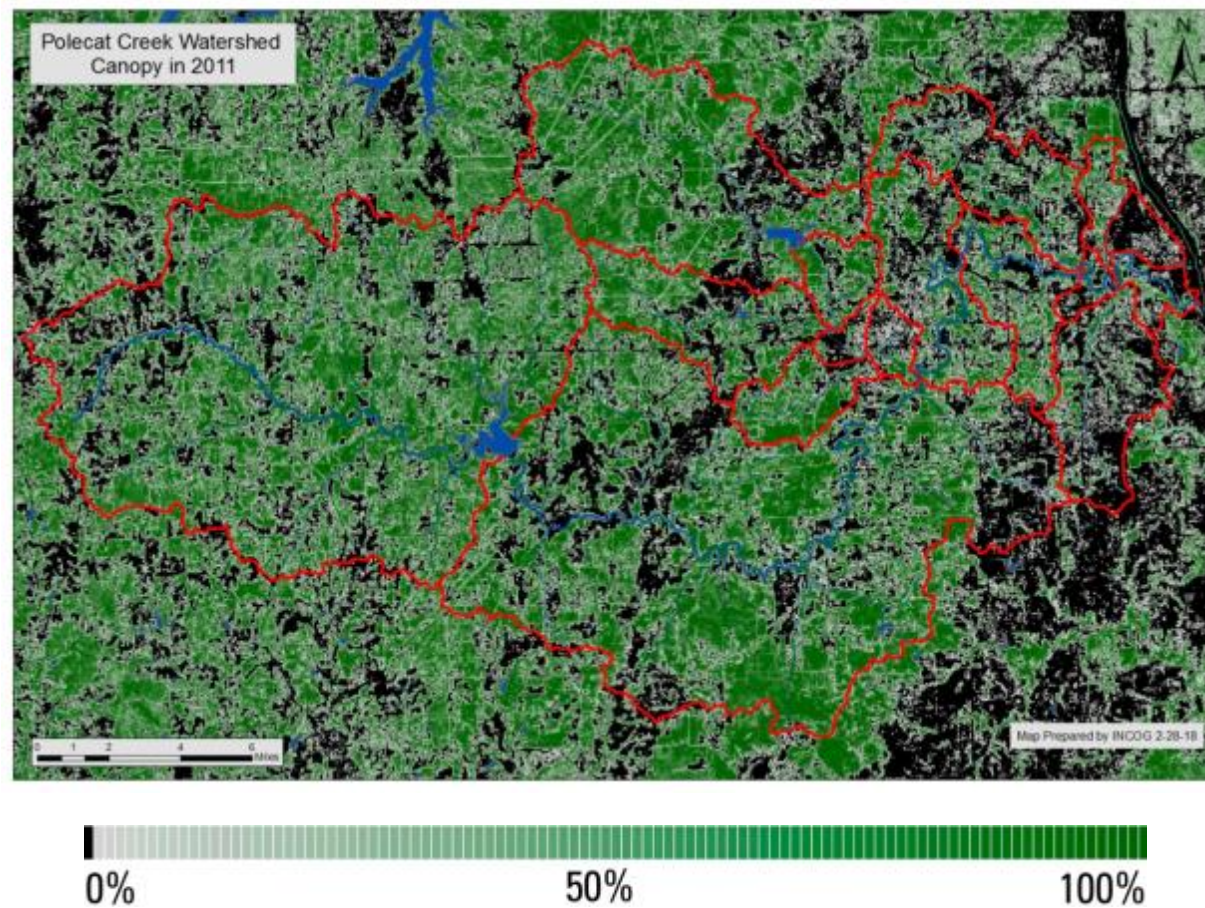 Polecat Creek Watershed
Canopy in 2011
N
0 1 2 4 6
Miles
Map Prepared by INCOG 2-28-18
0% 50% 100%